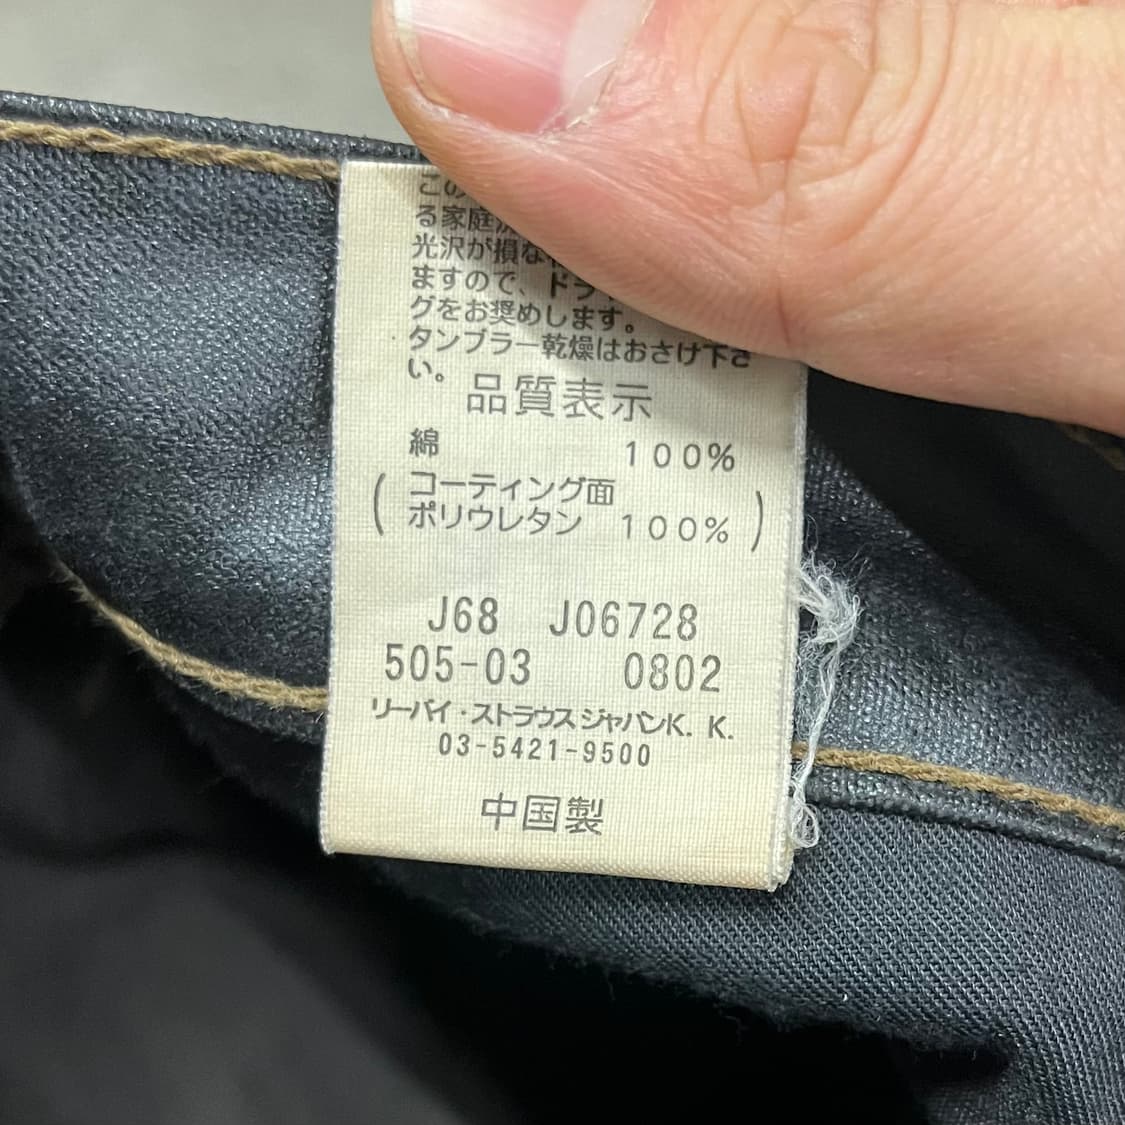 この
る家庭
光沢が損な
ますので、ドラ
グをお奨めします。
タンブラー乾燥はおさけ下さ
い。
品質表示
綿 100%
(コーティング面
ポリウレタン 100%)
J68 J06728
505-03 0802
リーバイ・ストラウス ジャパンK.K.
03-5421-9500
中国製